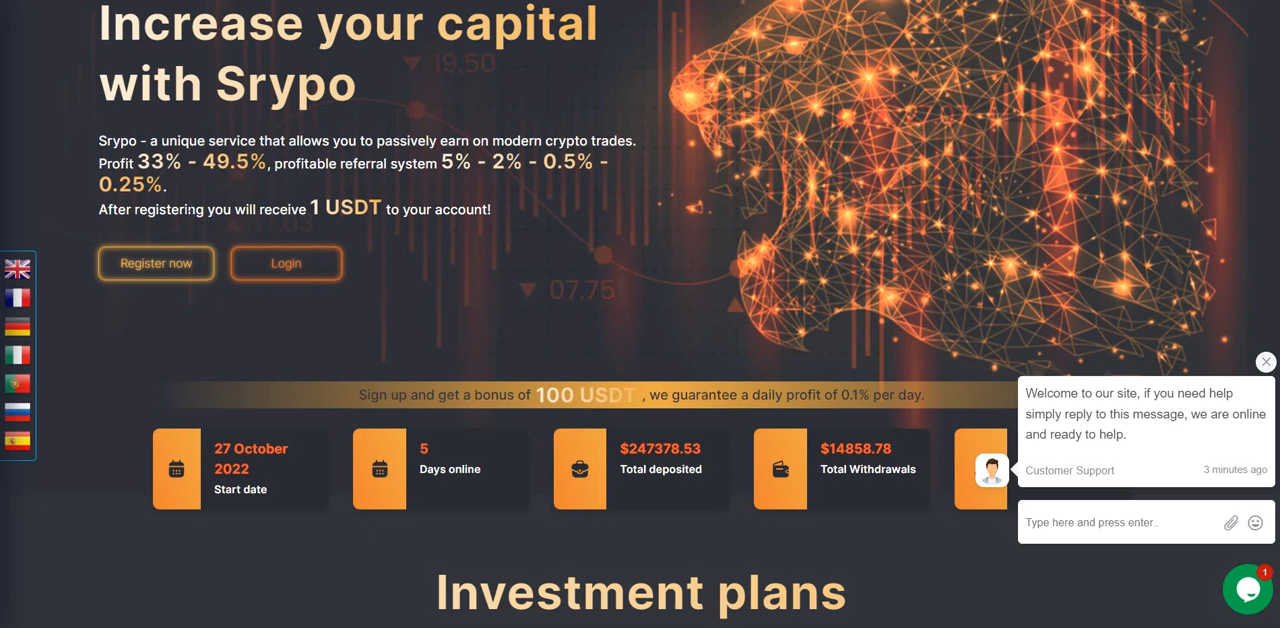 Increase your capital
with Srypo
19.50
Srypo - a unique service that allows you to passively earn on modern crypto trades.
Profit 33% - 49.5%, profitable referral system 5% - 2% - 0.5% -
0.25%.
After registering you will receive 1 USDT to your account!
Register now
Login
07.75
Sign up and get a bonus of 100 USDT , we guarantee a daily profit of 0.1% per day.
27 October
2022
Start date
5
Days online
$247378.53
Total deposited
$14858.78
Total Withdrawals
Welcome to our site, if you need help
simply reply to this message, we are online
and ready to help.
Customer Support
3 minutes ago
Type here and press enter..
1
Investment plans